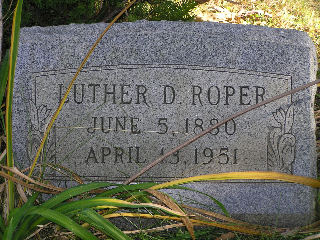 LUTHER D. ROPER
JUNE 5, 1880
APRIL 13, 1951